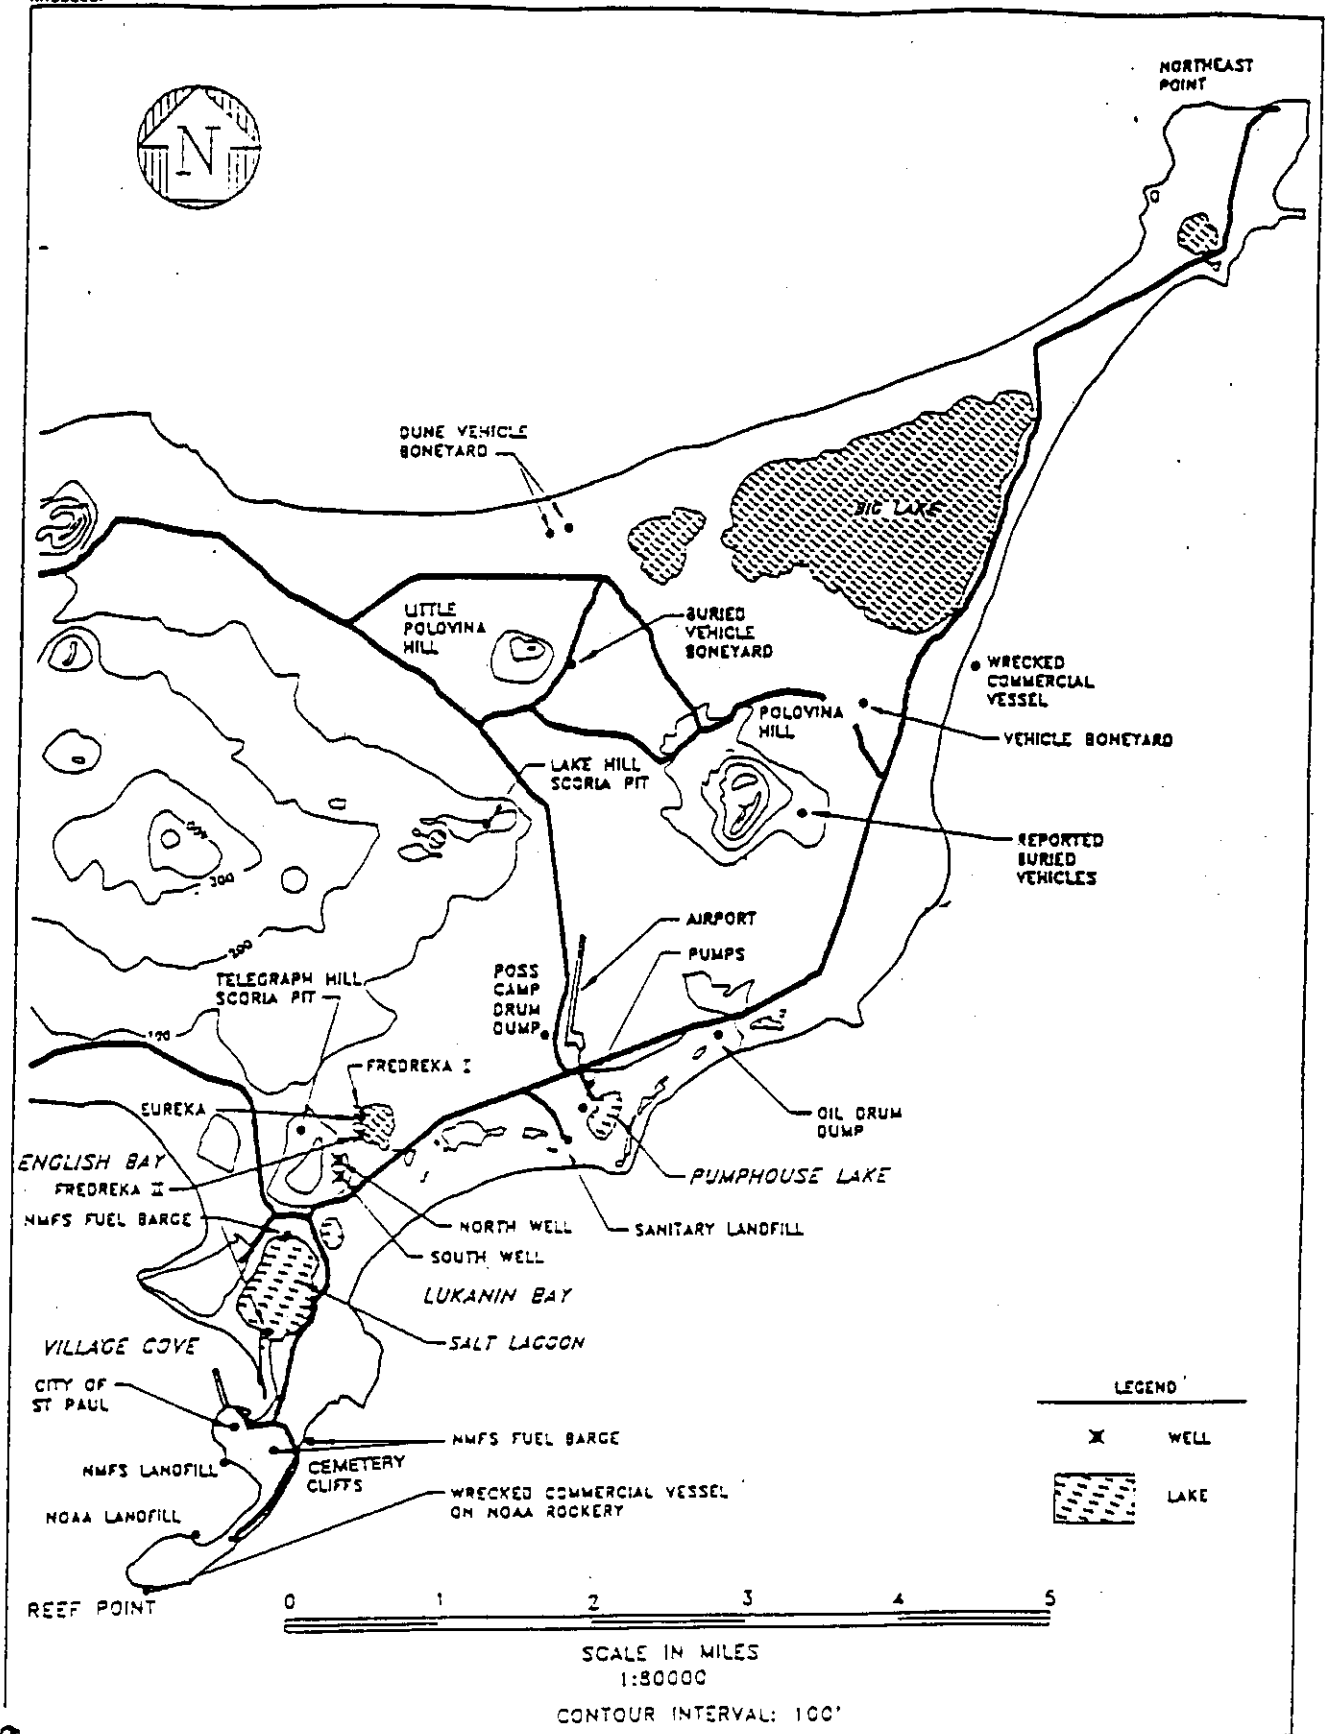 NORTHEAST
POINT
N
DUNE VEHICLE
BONEYARD
BIG LAKE
LITTLE
POLOVINA
HILL
BURIED
VEHICLE
BONEYARD
WRECKED
COMMERCIAL
VESSEL
POLOVINA
HILL
VEHICLE BONEYARD
LAKE HILL
SCORIA PIT
REPORTED
BURIED
VEHICLES
300
200
AIRPORT
PUMPS
POSS
CAMP
DRUM
DUMP
TELEGRAPH HILL
SCORIA PIT
100
FREDREKA I
EUREKA
OIL DRUM
DUMP
ENGLISH BAY
FREDREKA II
PUMPHOUSE LAKE
NMFS FUEL BARGE
NORTH WELL
SANITARY LANDFILL
SOUTH WELL
LUKANIN BAY
VILLAGE COVE
SALT LAGOON
CITY OF
ST PAUL
LEGEND
NMFS FUEL BARGE
WELL
NMFS LANDFILL
CEMETERY
CLIFFS
WRECKED COMMERCIAL VESSEL
ON NOAA ROCKERY
LAKE
NOAA LANDFILL
REEF POINT
0 1 2 3 4 5
SCALE IN MILES
1:80000
CONTOUR INTERVAL: 100'